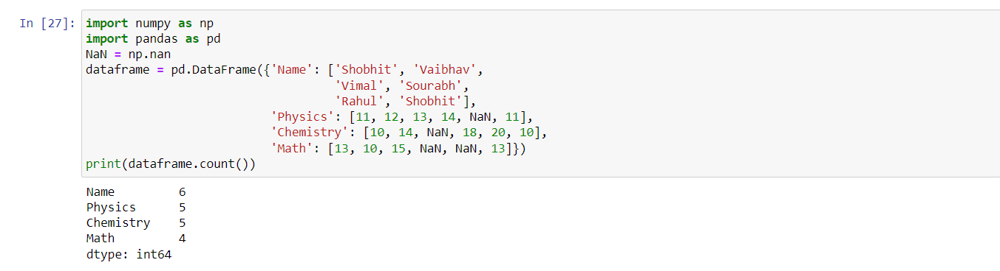 In [27]: import numpy as np
import pandas as pd
NaN = np.nan
dataframe = pd.DataFrame({'Name': ['Shobhit', 'Vaibhav',
'Vimal', 'Sourabh',
'Rahul', 'Shobhit'],
'Physics': [11, 12, 13, 14, NaN, 11],
'Chemistry': [10, 14, NaN, 18, 20, 10],
'Math': [13, 10, 15, NaN, NaN, 13]})
print(dataframe.count())
Name 6
Physics 5
Chemistry 5
Math 4
dtype: int64